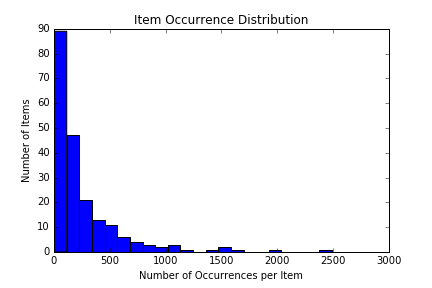 Item Occurrence Distribution
90
80
70
60
50
40
30
20
10
0
Number of Items
0 500 1000 1500 2000 2500 3000
Number of Occurrences per Item